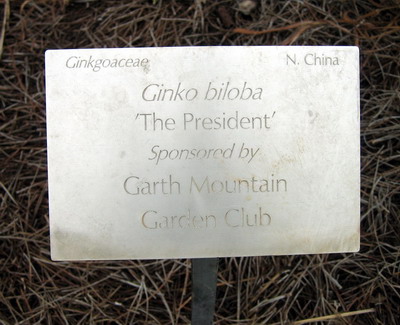 Ginkgoaceae N. China
Ginko biloba
'The President'
Sponsored by
Garth Mountain
Garden Club